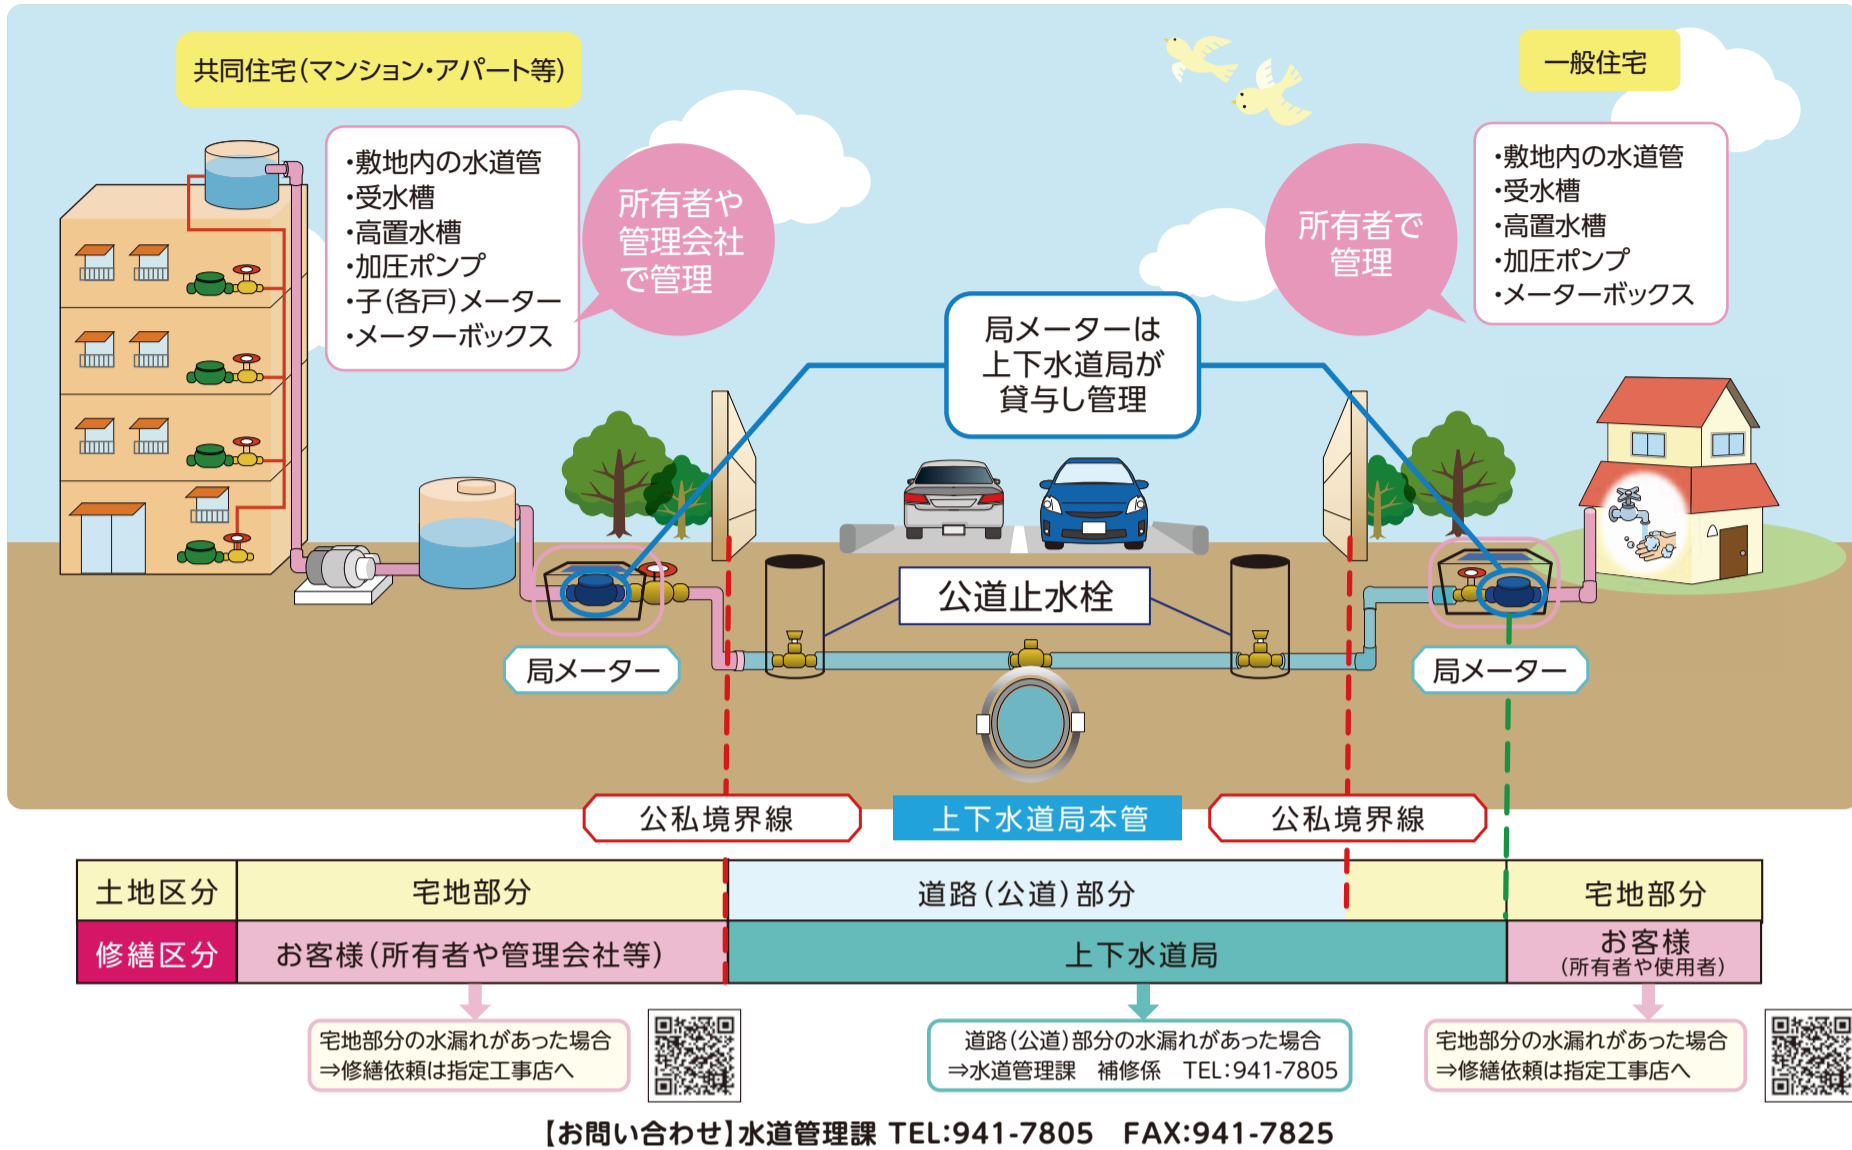 共同住宅(マンション・アパート等)
・敷地内の水道管
・受水槽
・高置水槽
・加圧ポンプ
・子(各戸)メーター
・メーターボックス
所有者や
管理会社
で管理
一般住宅
・敷地内の水道管
・受水槽
・高置水槽
・加圧ポンプ
・メーターボックス
所有者で
管理
局メーターは
上下水道局が
貸与し管理
公道止水栓
局メーター
局メーター
公私境界線
上下水道局本管
公私境界線
土地区分 宅地部分 道路(公道)部分 宅地部分
修繕区分 お客様(所有者や管理会社等) 上下水道局 お客様
(所有者や使用者)
宅地部分の水漏れがあった場合
⇒修繕依頼は指定工事店へ
道路(公道)部分の水漏れがあった場合
⇒水道管理課 補修係 TEL:941-7805
宅地部分の水漏れがあった場合
⇒修繕依頼は指定工事店へ
【お問い合わせ】水道管理課 TEL:941-7805 FAX:941-7825